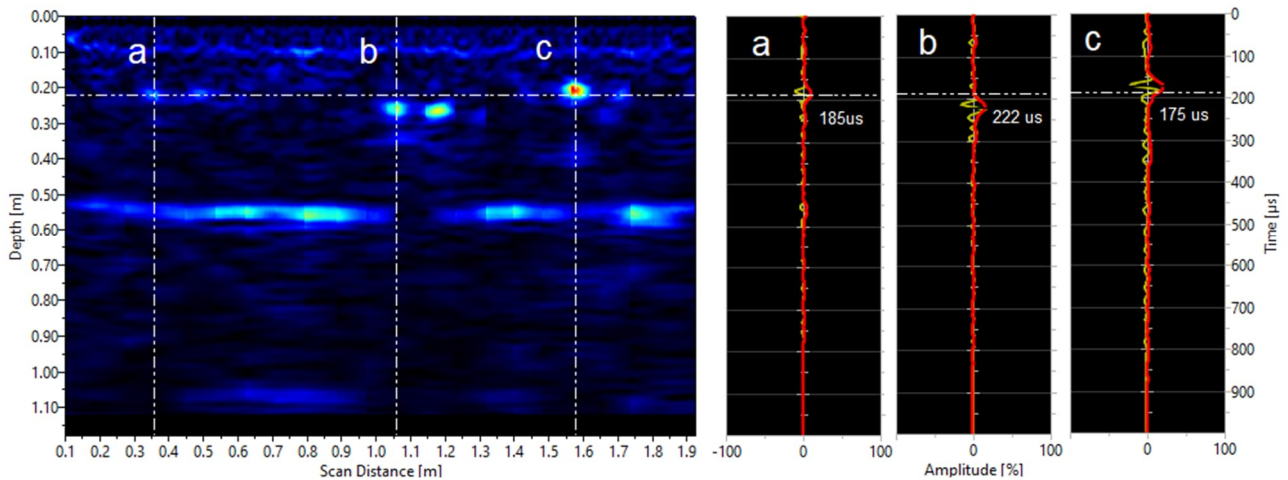 a
b
c
0.00
0.10
0.20
0.30
0.40
0.50
0.60
0.70
0.80
0.90
1.00
1.10
Depth [m]
0.1 0.2 0.3 0.4 0.5 0.6 0.7 0.8 0.9 1.0 1.1 1.2 1.3 1.4 1.5 1.6 1.7 1.8 1.9
Scan Distance [m]
a
185us
b
222 us
c
175 us
0
100
200
300
400
500
600
700
800
900
Time [µs]
-100 0 100 0 100 0 100
Amplitude [%]